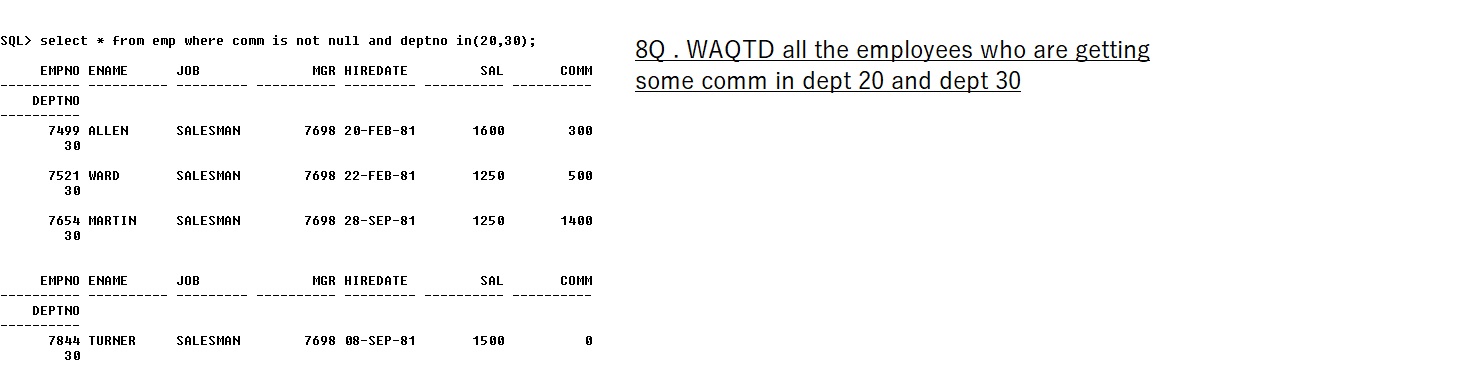 SQL> select * from emp where comm is not null and deptno in(20,30);
EMPNO ENAME JOB MGR HIREDATE SAL COMM
---------- ---------- --------- ---------- --------- ---------- ----------
DEPTNO
----------
7499 ALLEN SALESMAN 7698 20-FEB-81 1600 300
30
7521 WARD SALESMAN 7698 22-FEB-81 1250 500
30
7654 MARTIN SALESMAN 7698 28-SEP-81 1250 1400
30
EMPNO ENAME JOB MGR HIREDATE SAL COMM
---------- ---------- --------- ---------- --------- ---------- ----------
DEPTNO
----------
7844 TURNER SALESMAN 7698 08-SEP-81 1500 0
30
8Q . WAQTD all the employees who are getting
some comm in dept 20 and dept 30